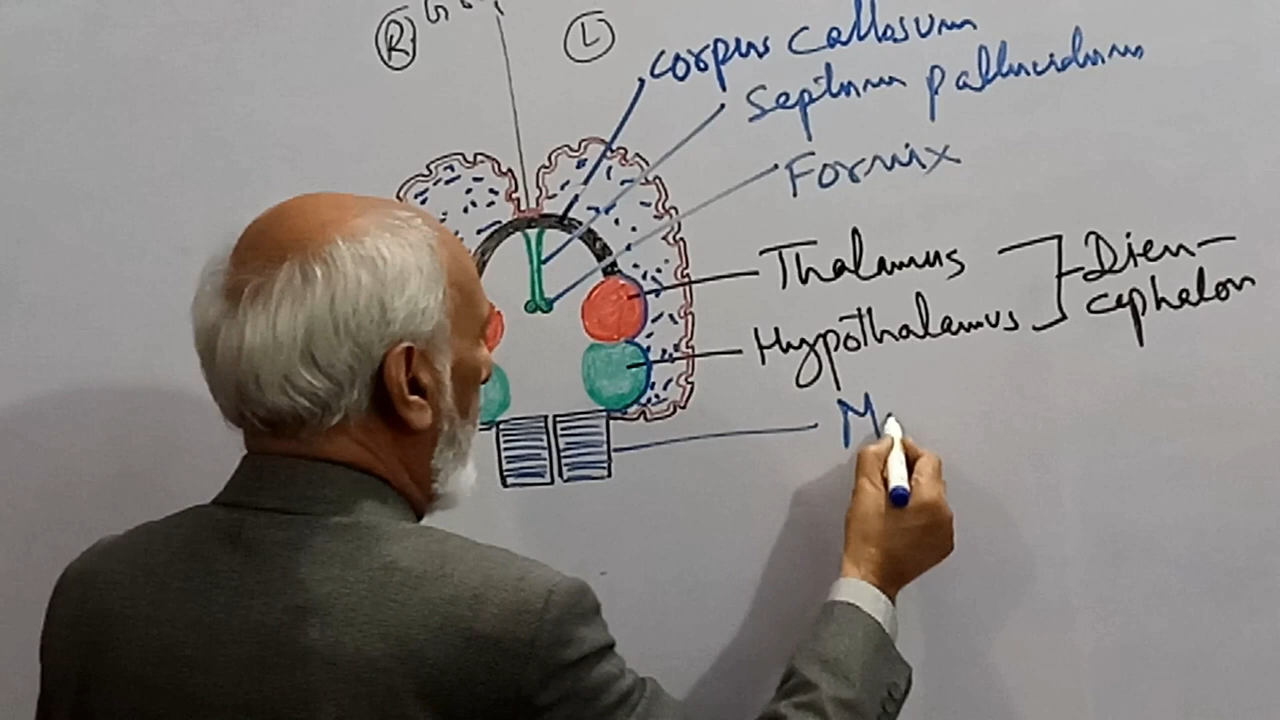 R
L
Corpus Callosum
Septum pallucidum
Fornix
Thalamus
Hypothalamus
Dien-
cephalon
M